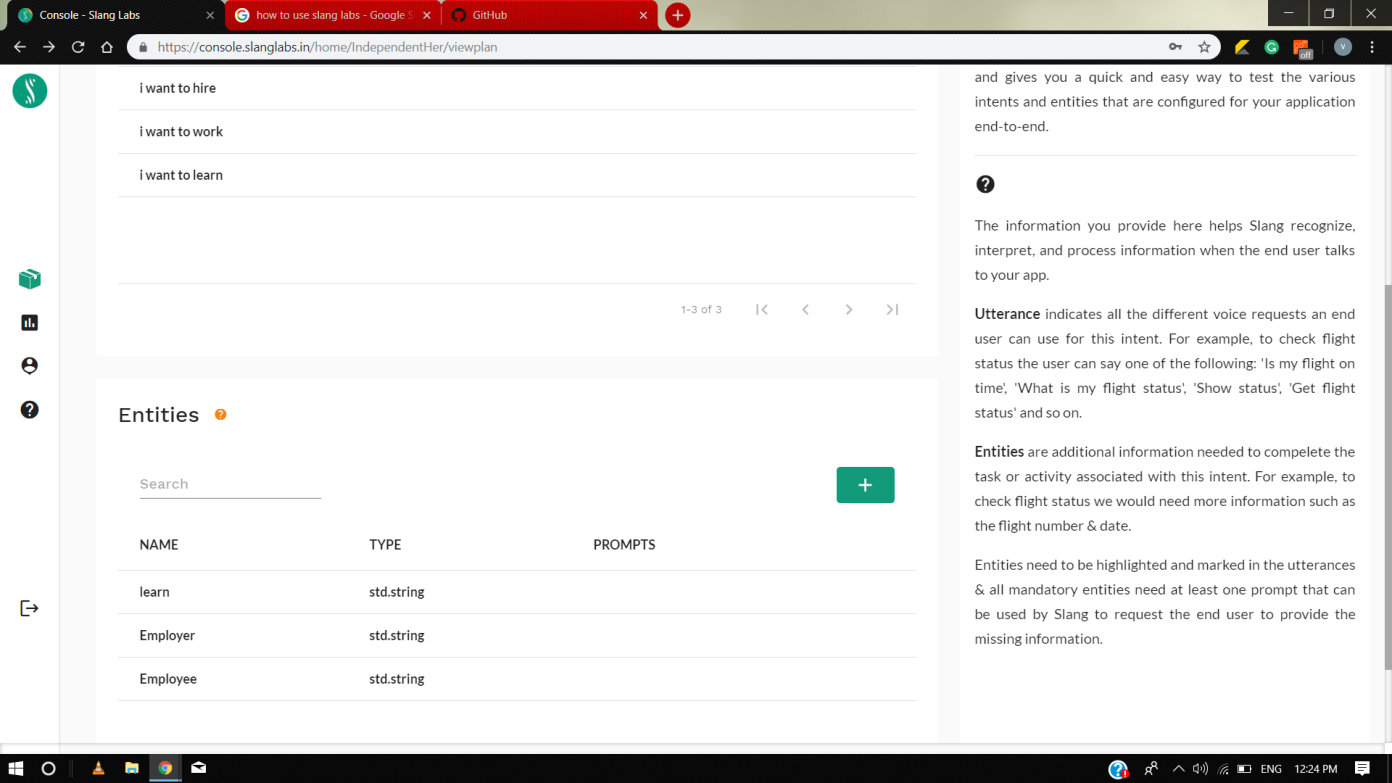 Console - Slang Labs
how to use slang labs - Google S
GitHub
https://console.slanglabs.in/home/IndependentHer/viewplan
off
V
i want to hire
i want to work
i want to learn
1-3 of 3
Entities
Search
+
NAME TYPE PROMPTS
learn std.string
Employer std.string
Employee std.string
and gives you a quick and easy way to test the various
intents and entities that are configured for your application
end-to-end.
The information you provide here helps Slang recognize,
interpret, and process information when the end user talks
to your app.
Utterance indicates all the different voice requests an end
user can use for this intent. For example, to check flight
status the user can say one of the following: 'Is my flight on
time', 'What is my flight status', 'Show status', 'Get flight
status' and so on.
Entities are additional information needed to compelete the
task or activity associated with this intent. For example, to
check flight status we would need more information such as
the flight number & date.
Entities need to be highlighted and marked in the utterances
& all mandatory entities need at least one prompt that can
be used by Slang to request the end user to provide the
missing information.
ENG 12:24 PM